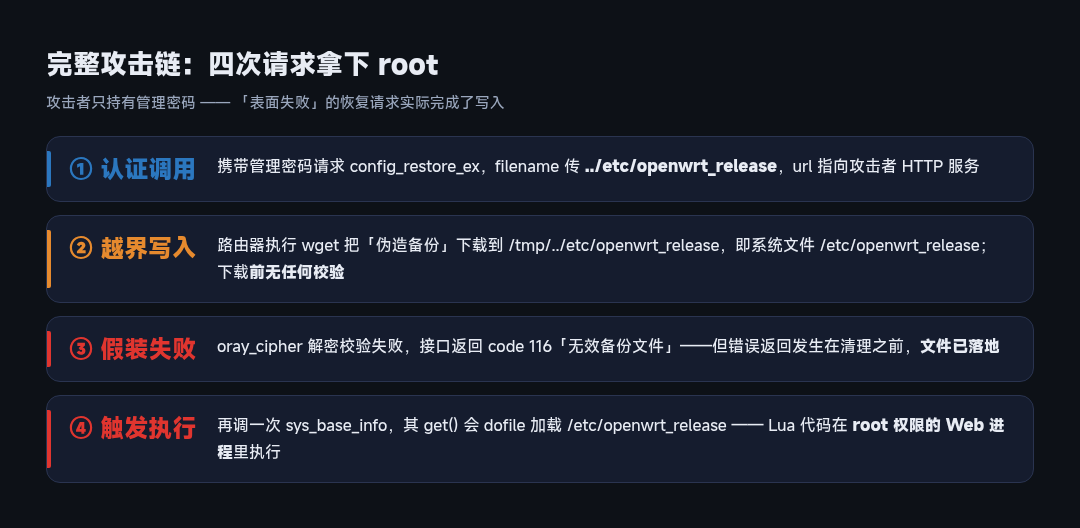 完整攻击链：四次请求拿下 root
攻击者只持有管理密码 —— 「表面失败」的恢复请求实际完成了写入
① 认证调用
携带管理密码请求 config_restore_ex，filename 传 ../etc/openwrt_release，url 指向攻击者 HTTP 服务
② 越界写入
路由器执行 wget 把「伪造备份」下载到 /tmp/../etc/openwrt_release，即系统文件 /etc/openwrt_release；
下载前无任何校验
③ 假装失败
oray_cipher 解密校验失败，接口返回 code 116「无效备份文件」——但错误返回发生在清理之前，文件已落地
④ 触发执行
再调一次 sys_base_info，其 get() 会 dofile 加载 /etc/openwrt_release —— Lua 代码在 root 权限的 Web 进
程里执行